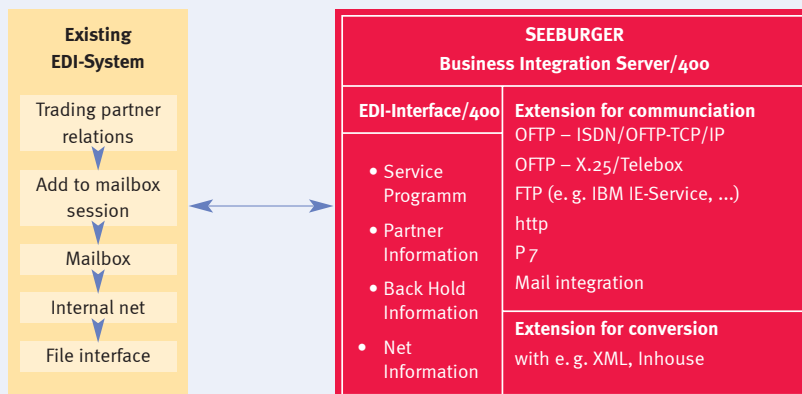 Existing
EDI-System
Trading partner
relations
Add to mailbox
session
Mailbox
Internal net
File interface
SEEBURGER
Business Integration Server/400
EDI-Interface/400
• Service
Programm
• Partner
Information
• Back Hold
Information
• Net
Information
Extension for communciation
OFTP – ISDN/OFTP-TCP/IP
OFTP – X.25/Telebox
FTP (e. g. IBM IE-Service, ...)
http
P 7
Mail integration
Extension for conversion
with e. g. XML, Inhouse